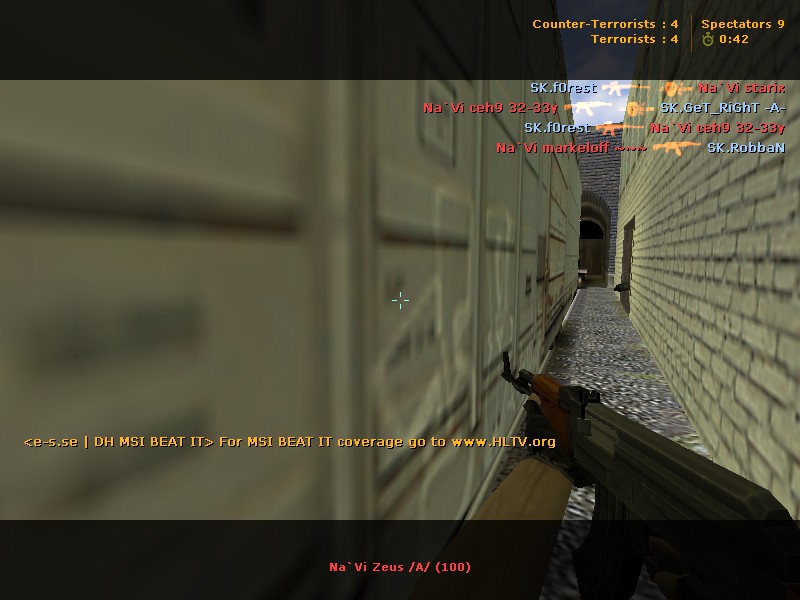 Counter-Terrorists : 4
Terrorists : 4
Spectators 9
0:42
SK.f0rest Na`Vi starix
Na`Vi ceh9 32-33y SK.GeT_RiGhT -A-
SK.f0rest Na`Vi ceh9 32-33y
Na`Vi markeloff ~~~ SK.RobbaN
<e-s.se | DH MSI BEAT IT> For MSI BEAT IT coverage go to www.HLTV.org
Na`Vi Zeus /A/ (100)